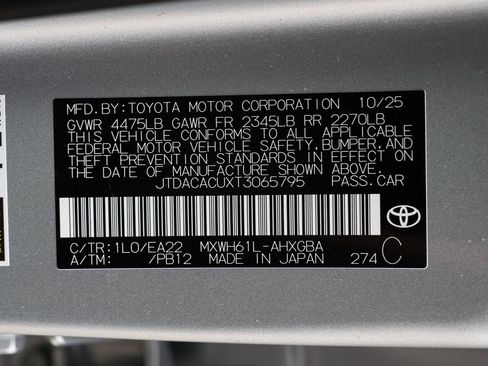 MFD. BY:TOYOTA MOTOR CORPORATION 10/25
GVWR 4475LB GAWR FR 2345LB RR 2270LB
THIS VEHICLE CONFORMS TO ALL APPLICABLE
FEDERAL MOTOR VEHICLE SAFETY,BUMPER,AND
THEFT PREVENTION STANDARDS IN EFFECT ON
THE DATE OF MANUFACTURE SHOWN ABOVE.
JTDACACUXT3065795 PASS.CAR
C/TR:1L0/EA22 MXWH61L-AHXGBA
A/TM: /PB12 MADE IN JAPAN 274 C